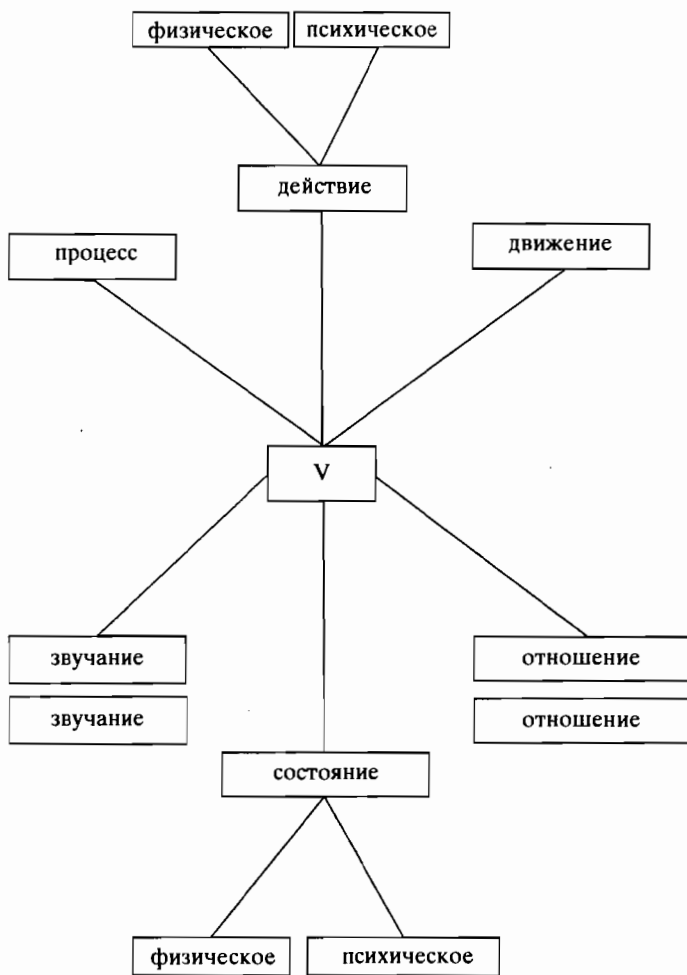 физическое психическое
действие
процесс движение
V
звучание отношение
звучание отношение
состояние
физическое психическое